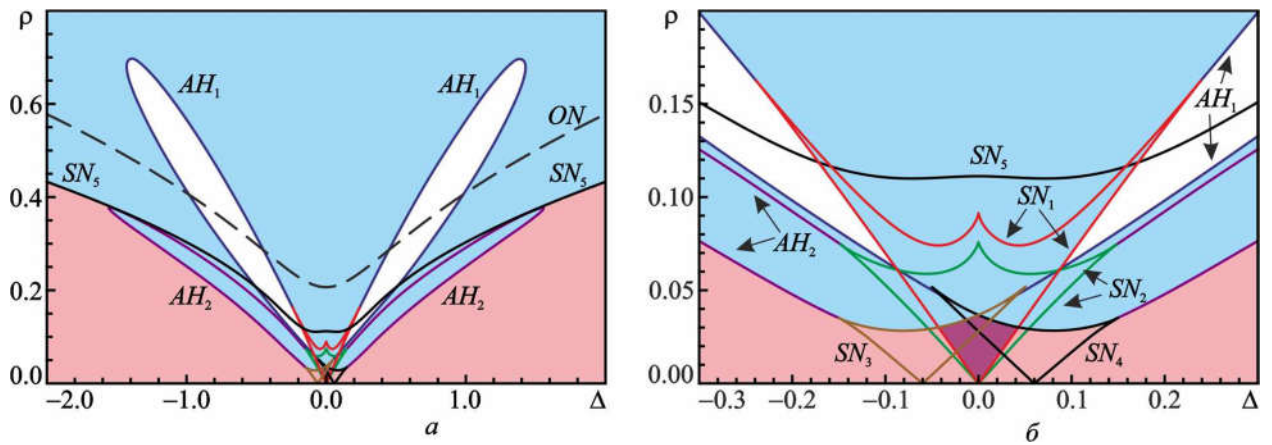 ρ
AH₁
AH₁
0.6
ON
SN₅
SN₅
0.4
0.2
AH₂
AH₂
0.0
−2.0
−1.0
0.0
1.0
Δ
а
ρ
0.15
AH₁
SN₅
0.10
SN₁
AH₂
SN₂
0.05
SN₃
SN₄
0.00
−0.3
−0.2
−0.1
0.0
0.1
0.2
Δ
б